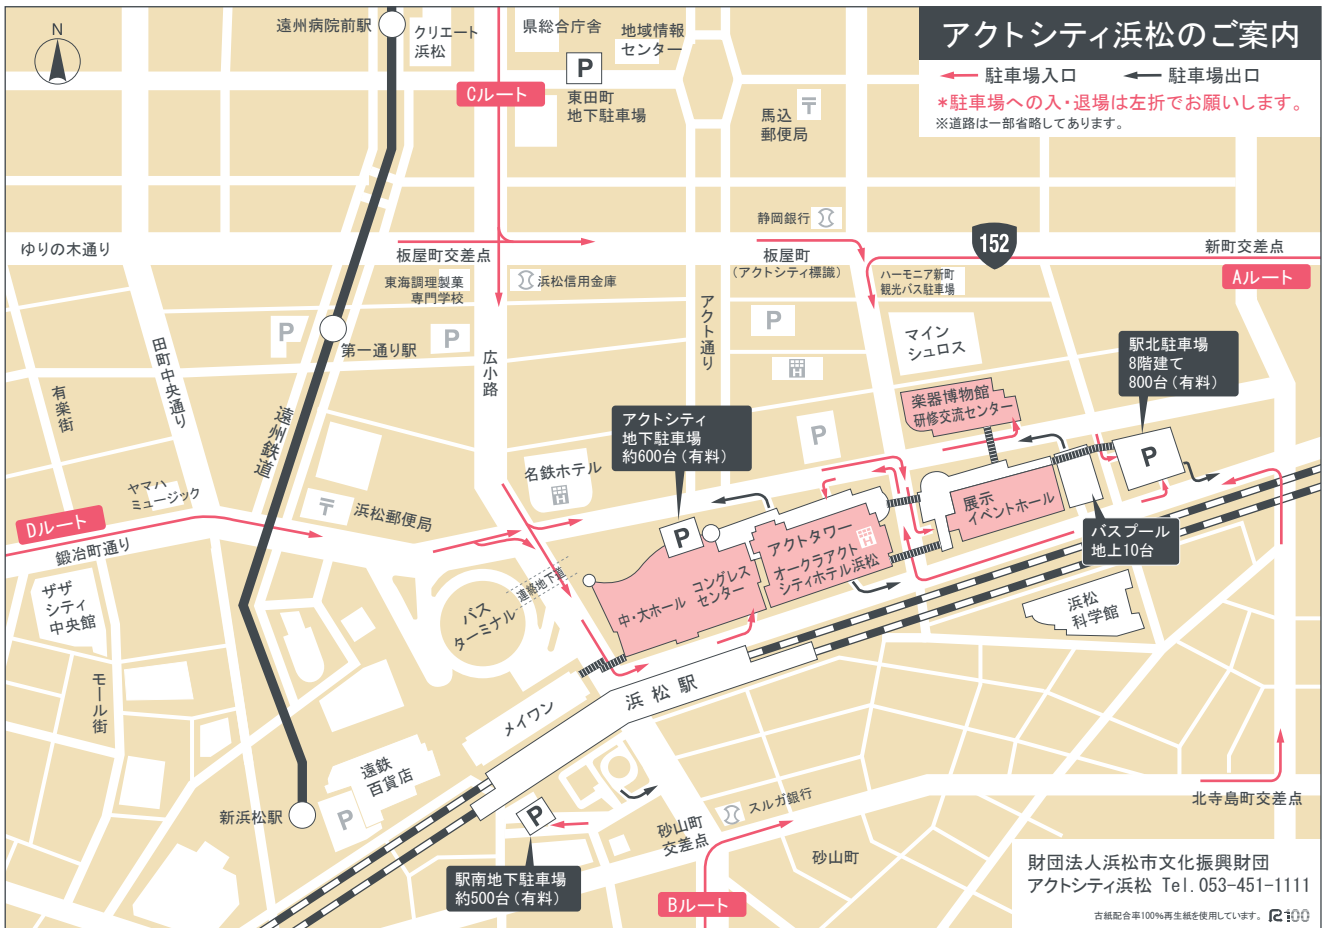 アクトシティ浜松のご案内
駐車場入口
駐車場出口
*駐車場への入・退場は左折でお願いします。
※道路は一部省略してあります。
N
遠州病院前駅
クリエート
浜松
県総合庁舎
地域情報
センター
P
東田町
地下駐車場
Cルート
〒
馬込
郵便局
静岡銀行
152
新町交差点
Aルート
ゆりの木通り
板屋町交差点
板屋町
(アクトシティ標識)
ハーモニア新町
観光バス駐車場
東海調理製菓
専門学校
浜松信用金庫
アクト通り
P
P
P
H
マイン
シュロス
第一通り駅
広小路
田町中央通り
有楽街
遠州鉄道
駅北駐車場
8階建て
800台(有料)
P
楽器博物館
研修交流センター
アクトシティ
地下駐車場
約600台(有料)
P
P
名鉄ホテル
H
ヤマハ
ミュージック
〒
浜松郵便局
Dルート
鍛冶町通り
展示
イベントホール
バスプール
地上10台
アクトタワー
H
オークラアクト
シティホテル浜松
コングレス
センター
中・大ホール
連絡地下道
バス
ターミナル
ザザ
シティ
中央館
浜松
科学館
モール街
浜松駅
メイワン
遠鉄
百貨店
P
新浜松駅
P
駅南地下駐車場
約500台(有料)
砂山町
交差点
スルガ銀行
砂山町
Bルート
北寺島町交差点
財団法人浜松市文化振興財団
アクトシティ浜松 Tel. 053-451-1111
古紙配合率100%再生紙を使用しています。
R100